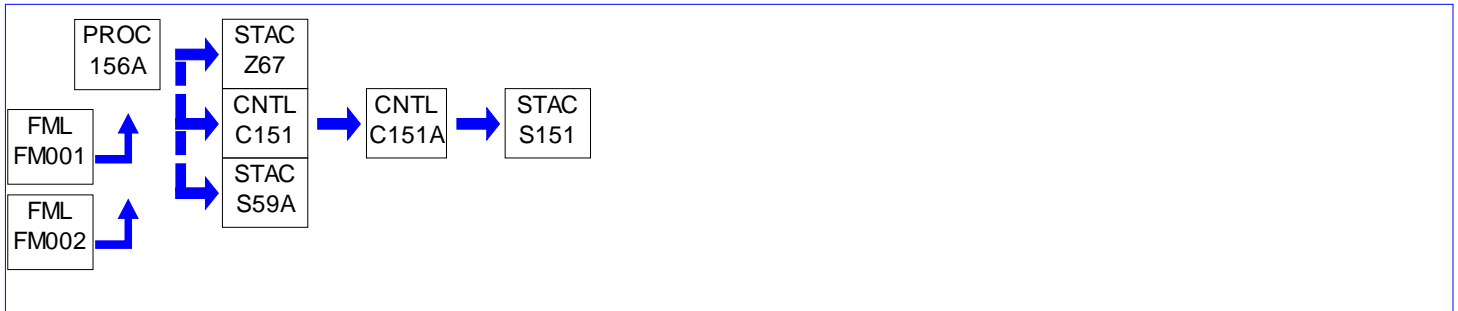 PROC
156A
STAC
Z67
FML
FM001
CNTL
C151
CNTL
C151A
STAC
S151
STAC
S59A
FML
FM002